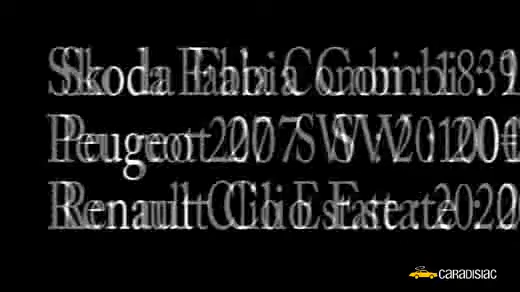 Skoda Fabia Combi :
Peugeot 207 SW :
Renault Clio Estate :
CARADISIAC